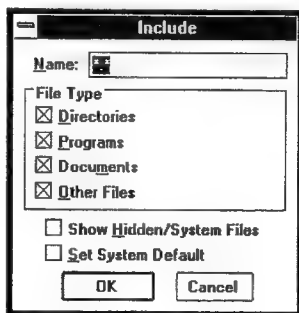 Include
Name: *.*
File Type
Directories
Programs
Documents
Other Files
Show Hidden/System Files
Set System Default
OK Cancel